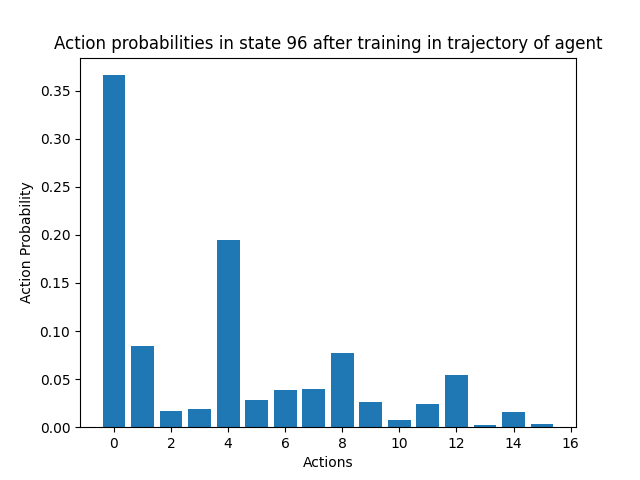 Action probabilities in state 96 after training in trajectory of agent
0.35
0.30
0.25
0.20
0.15
0.10
0.05
0.00
Action Probability
0 2 4 6 8 10 12 14 16
Actions